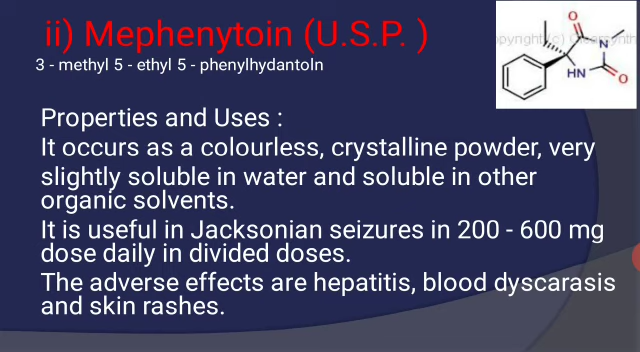 ii) Mephenytoin (U.S.P. )
3 - methyl 5 - ethyl 5 - phenylhydantoln
O
N
HN
O
Properties and Uses :
It occurs as a colourless, crystalline powder, very
slightly soluble in water and soluble in other
organic solvents.
It is useful in Jacksonian seizures in 200 - 600 mg
dose daily in divided doses.
The adverse effects are hepatitis, blood dyscarasis
and skin rashes.